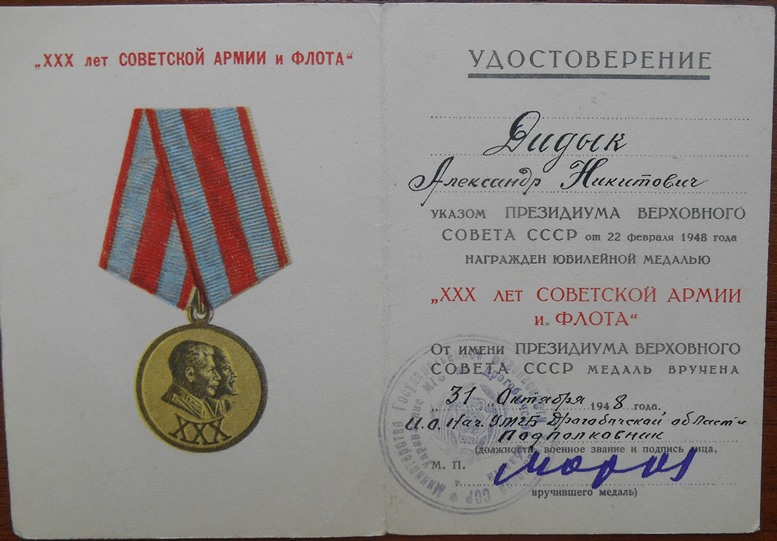 „XXX лет СОВЕТСКОЙ АРМИИ и ФЛОТА“
XXX
УДОСТОВЕРЕНИЕ
Дидык
Александр Никитович
УКАЗОМ ПРЕЗИДИУМА ВЕРХОВНОГО
СОВЕТА СССР от 22 февраля 1948 года
НАГРАЖДЕН ЮБИЛЕЙНОЙ МЕДАЛЬЮ
„XXX ЛЕТ СОВЕТСКОЙ АРМИИ
и ФЛОТА“
От имени ПРЕЗИДИУМА ВЕРХОВНОГО
СОВЕТА СССР МЕДАЛЬ ВРУЧЕНА
31 Октября 1948 года.
И.О. Нач. УМГБ Дрогобычской области
Подполковник
(должность, военное звание и подпись лица,
М. П.
вручившего медаль)